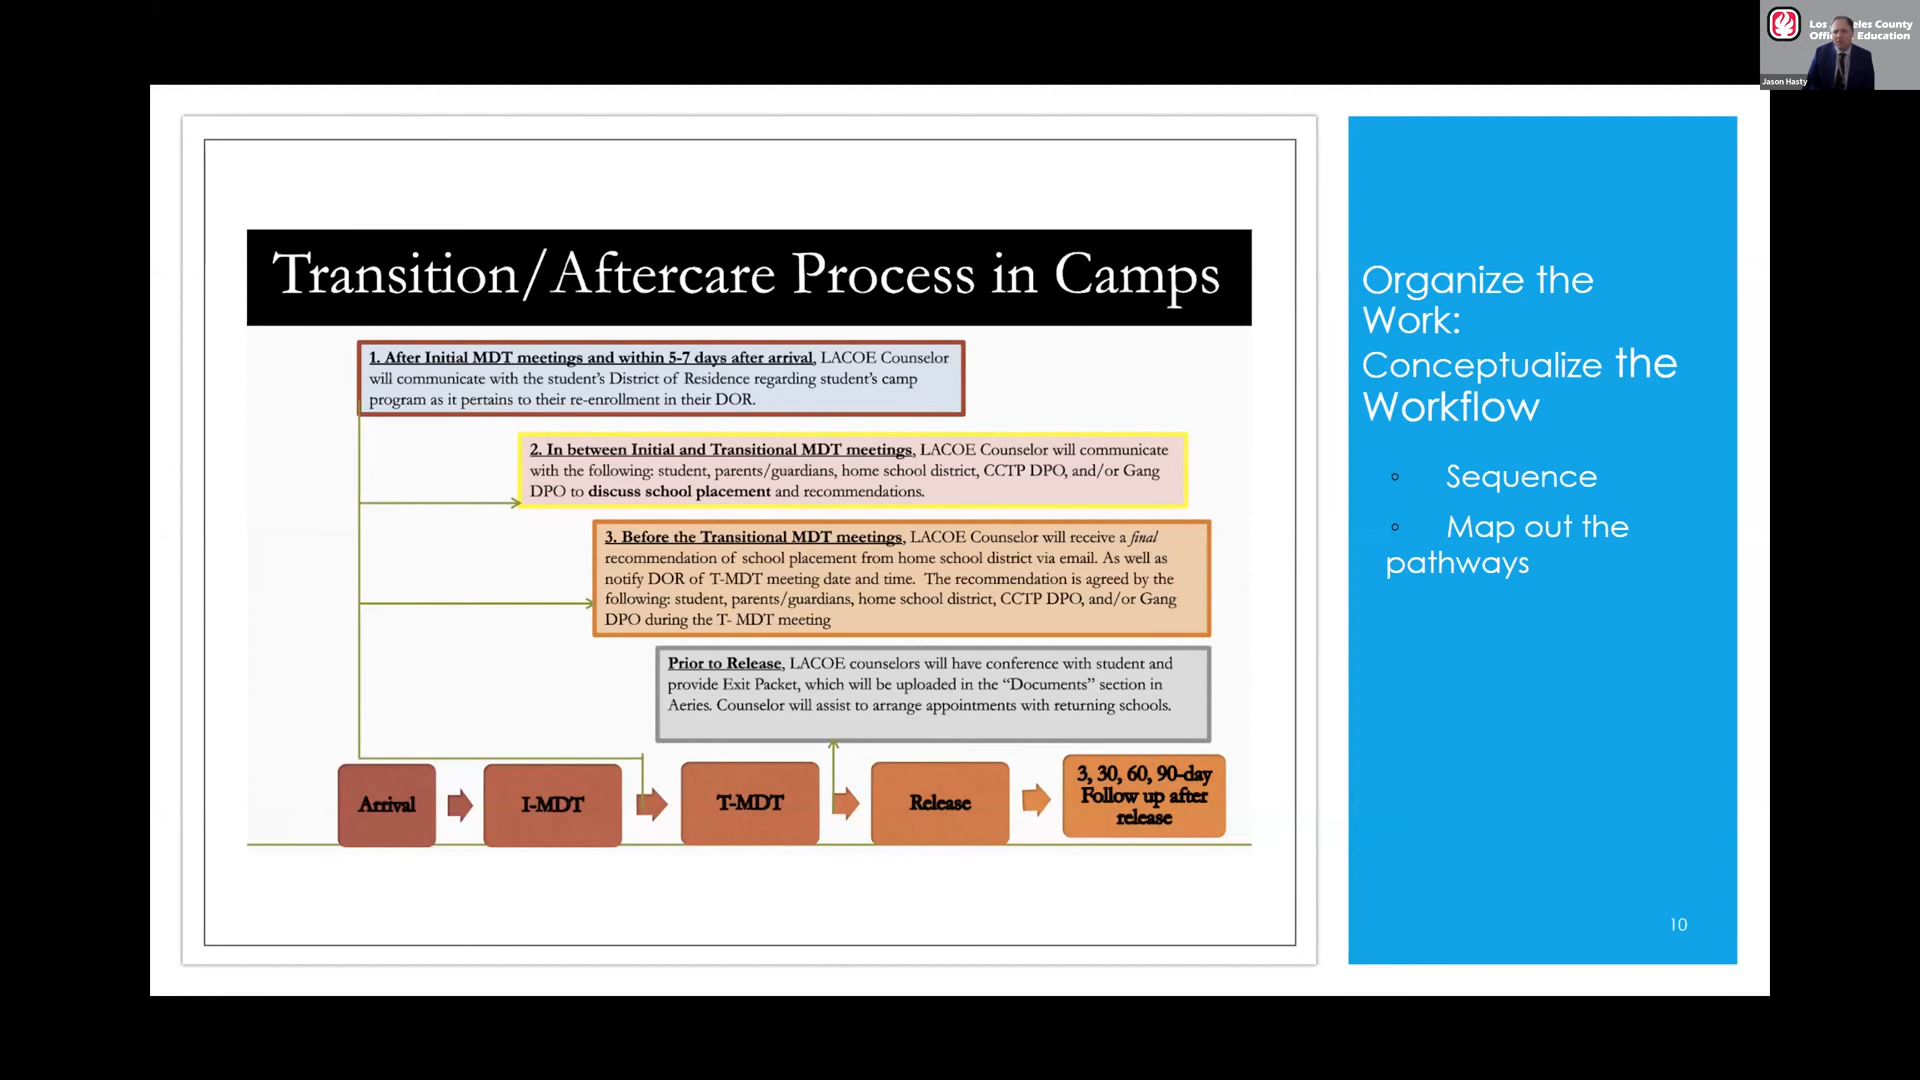 Transition/Aftercare Process in Camps
1. After Initial MDT meetings and within 5-7 days after arrival, LACOE Counselor
will communicate with the student's District of Residence regarding student's camp
program as it pertains to their re-enrollment in their DOR.
2. In between Initial and Transitional MDT meetings, LACOE Counselor will communicate
with the following: student, parents/guardians, home school district, CCTP DPO, and/or Gang
DPO to discuss school placement and recommendations.
3. Before the Transitional MDT meetings, LACOE Counselor will receive a final
recommendation of school placement from home school district via email. As well as
notify DOR of T-MDT meeting date and time. The recommendation is agreed by the
following: student, parents/guardians, home school district, CCTP DPO, and/or Gang
DPO during the T- MDT meeting
Prior to Release, LACOE counselors will have conference with student and
provide Exit Packet, which will be uploaded in the “Documents” section in
Aeries. Counselor will assist to arrange appointments with returning schools.
Arrival
I-MDT
T-MDT
Release
3, 30, 60, 90-day
Follow up after
release
Organize the
Work:
Conceptualize the
Workflow
Sequence
Map out the
pathways
10
Los County
Education
Jason Hasty